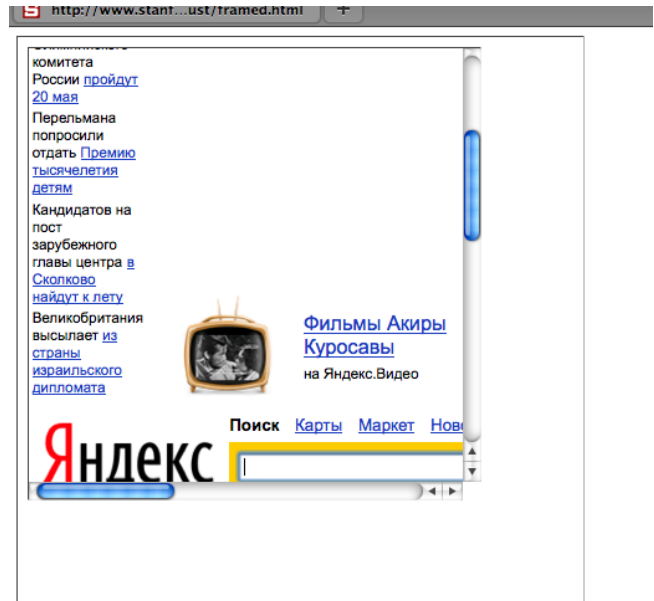 S http://www.stanf...ust/framed.html +
комитета
России пройдут
20 мая
Перельмана
попросили
отдать Премию
тысячелетия
детям
Кандидатов на
пост
зарубежного
главы центра в
Сколково
найдут к лету
Великобритания
высылает из
страны
израильского
дипломата
Фильмы Акиры
Куросавы
на Яндекс.Видео
Поиск Карты Маркет Нов
Яндекс